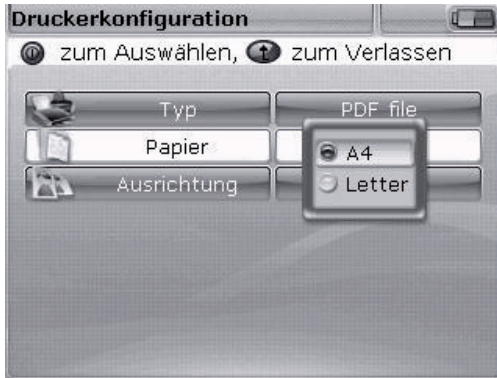 Druckerkonfiguration
zum Auswählen, zum Verlassen
Typ PDF file
Papier
A4
Ausrichtung Letter